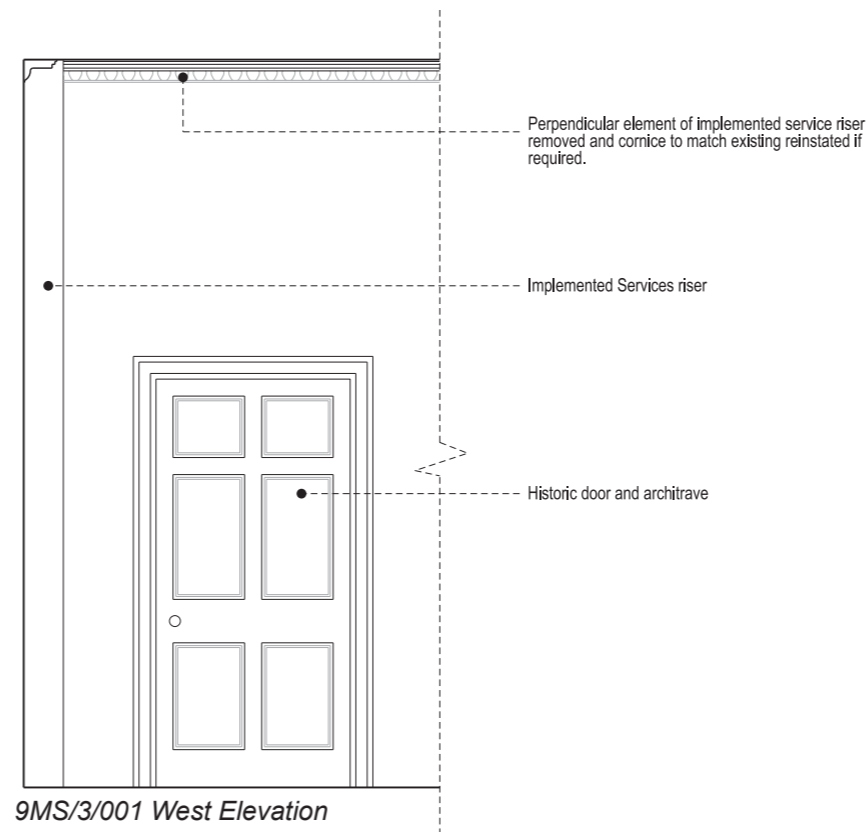 Perpendicular element of implemented service riser
removed and cornice to match existing reinstated if
required.
Implemented Services riser
Historic door and architrave
9MS/3/001 West Elevation